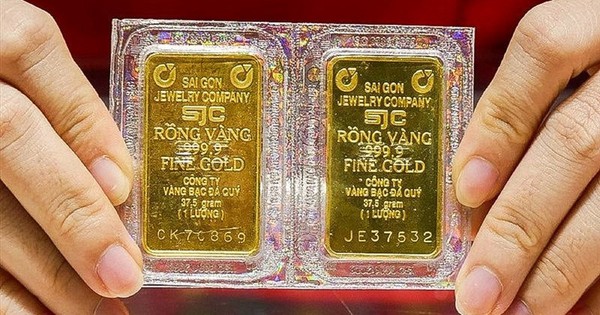 SAI GON
JEWELRY COMPANY
SJC
RỒNG VÀNG
999.9
FINE GOLD
CÔNG TY
VÀNG BẠC ĐÁ QUÝ
37,5 gram
(1 LƯỢNG)
CK70869
SAI GON
JEWELRY COMPANY
SJC
RỒNG VÀNG
999.9
FINE GOLD
CÔNG TY
VÀNG BẠC ĐÁ QUÝ
37,5 gram
(1 LƯỢNG)
JE37532